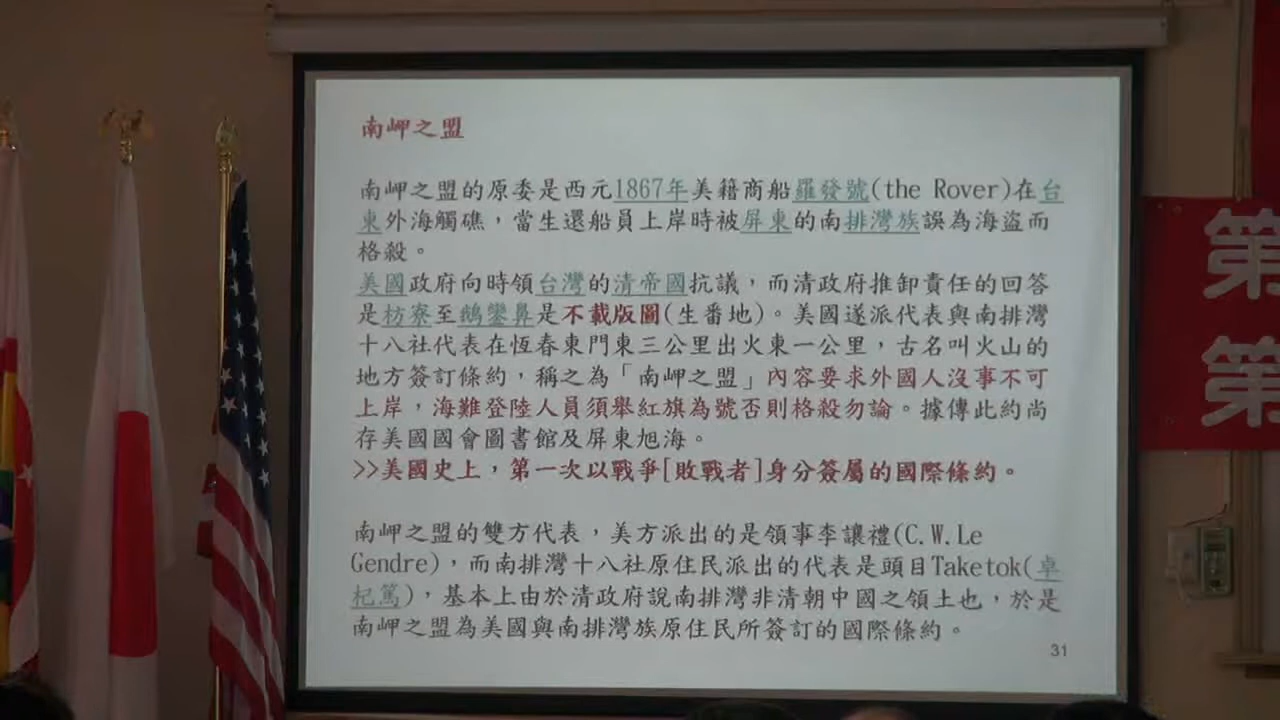 南岬之盟
南岬之盟的原委是西元1867年美籍商船羅發號(the Rover)在台
東外海觸礁，當生還船員上岸時被屏東的南排灣族誤為海盜而
格殺。
美國政府向時領台灣的清帝國抗議，而清政府推卸責任的回答
是枋寮至鵝鑾鼻是不載版圖(生番地)。美國遂派代表與南排灣
十八社代表在恆春東門東三公里出火東一公里，古名叫火山的
地方簽訂條約，稱之為「南岬之盟」內容要求外國人沒事不可
上岸，海難登陸人員須舉紅旗為號否則格殺勿論。據傳此約尚
存美國國會圖書館及屏東旭海。
>>美國史上，第一次以戰爭[敗戰者]身分簽屬的國際條約。
南岬之盟的雙方代表，美方派出的是領事李讓禮(C.W.Le
Gendre)，而南排灣十八社原住民派出的代表是頭目Taketok(卓
杞篤)，基本上由於清政府說南排灣非清朝中國之領土也，於是
南岬之盟為美國與南排灣族原住民所簽訂的國際條約。
31
第
第